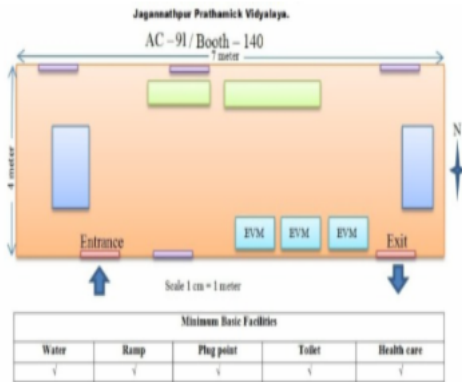 Jagannathpur Prathamick Vidyalaya.
AC – 91/ Booth – 140
7 meter
4 meter
N
EVM EVM EVM
Entrance Exit
Scale 1 cm = 1 meter
Minimum Basic Facilities
Water Ramp Plug point Toilet Health care
√ √ √ √ √